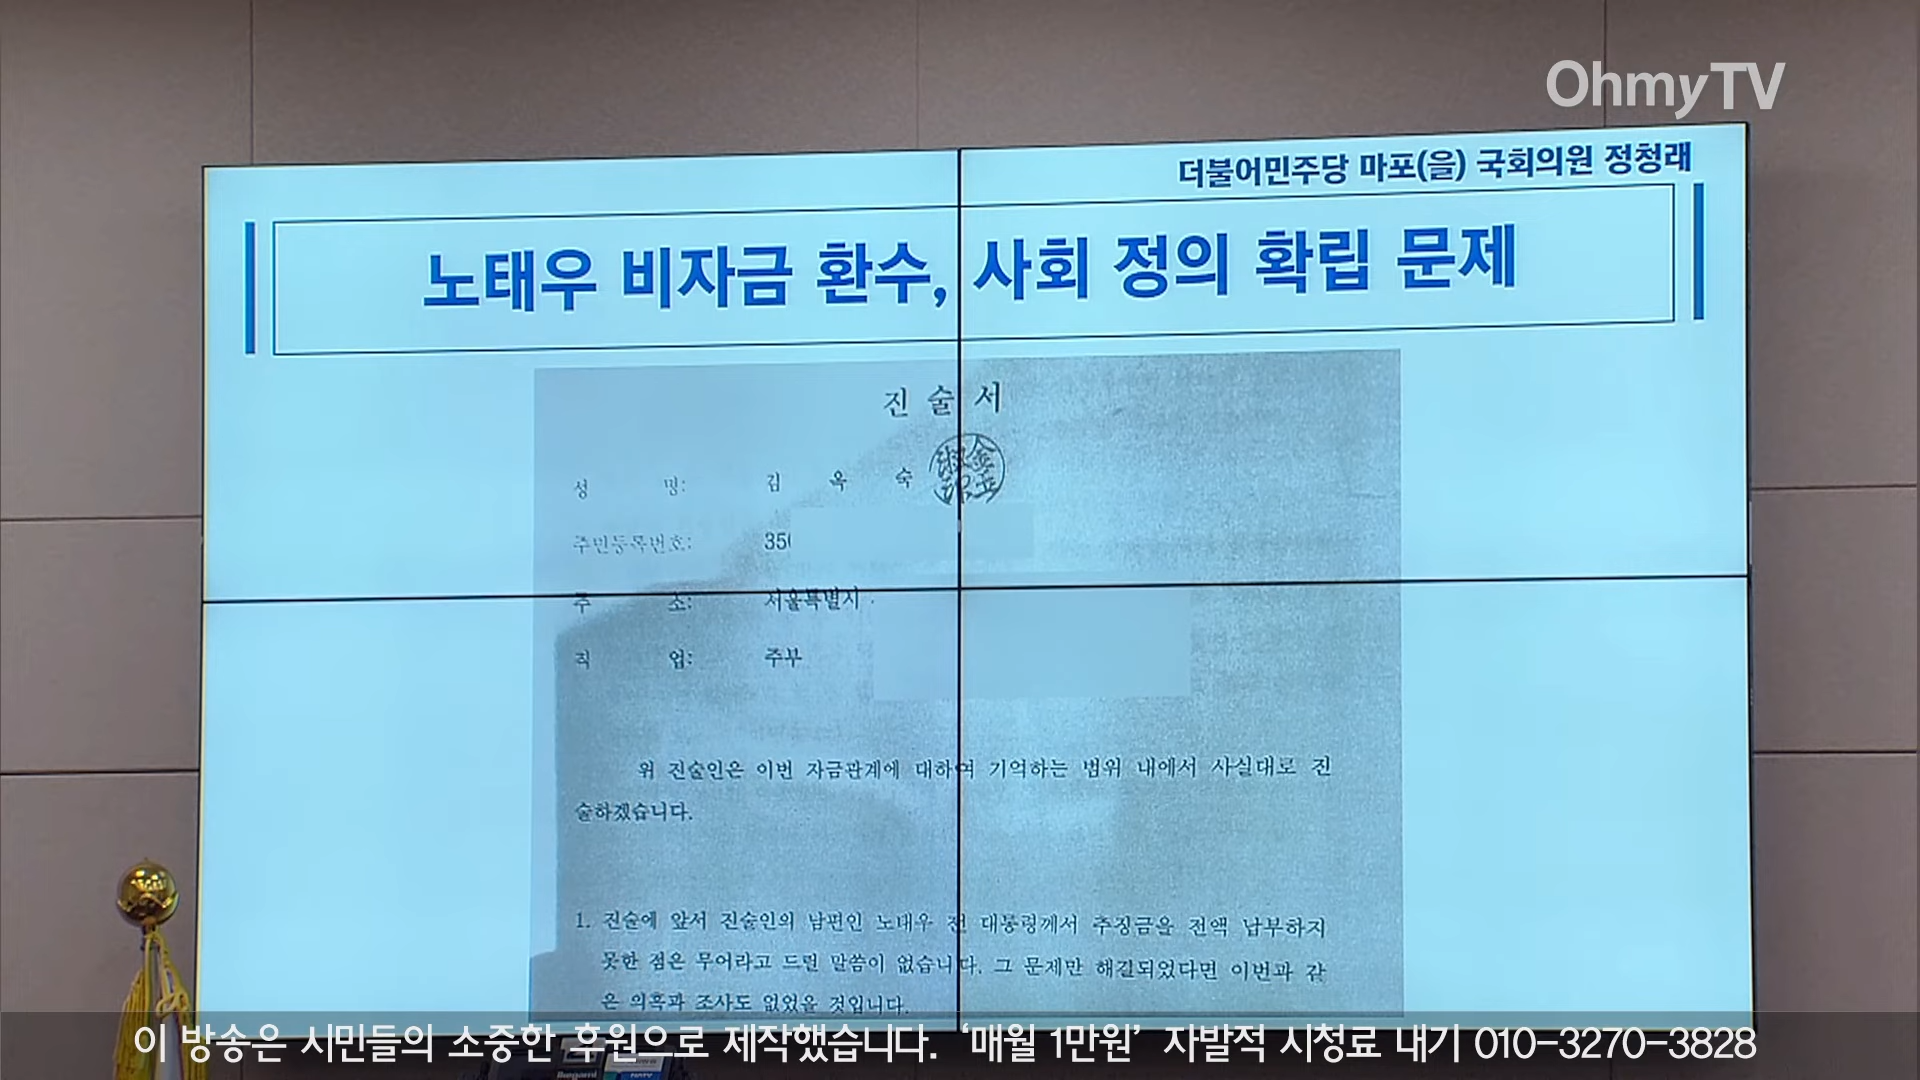 OhmyTV
더불어민주당 마포(을) 국회의원 정청래
노태우 비자금 환수, 사회 정의 확립 문제
진 술 서
성 명: 김 옥 숙
주민등록번호: 350
주 소: 서울특별시
직 업: 주부
위 진술인은 이번 자금관계에 대하여 기억하는 범위 내에서 사실대로 진
술하겠습니다.
1. 진술에 앞서 진술인의 남편인 노태우 전 대통령께서 추징금을 전액 납부하지
못한 점은 무어라고 드릴 말씀이 없습니다. 그 문제만 해결되었다면 이번과 같
은 의혹과 조사도 없었을 것입니다.
이 방송은 시민들의 소중한 후원으로 제작했습니다. ‘매월 1만원’ 자발적 시청료 내기 010-3270-3828
Ikegami